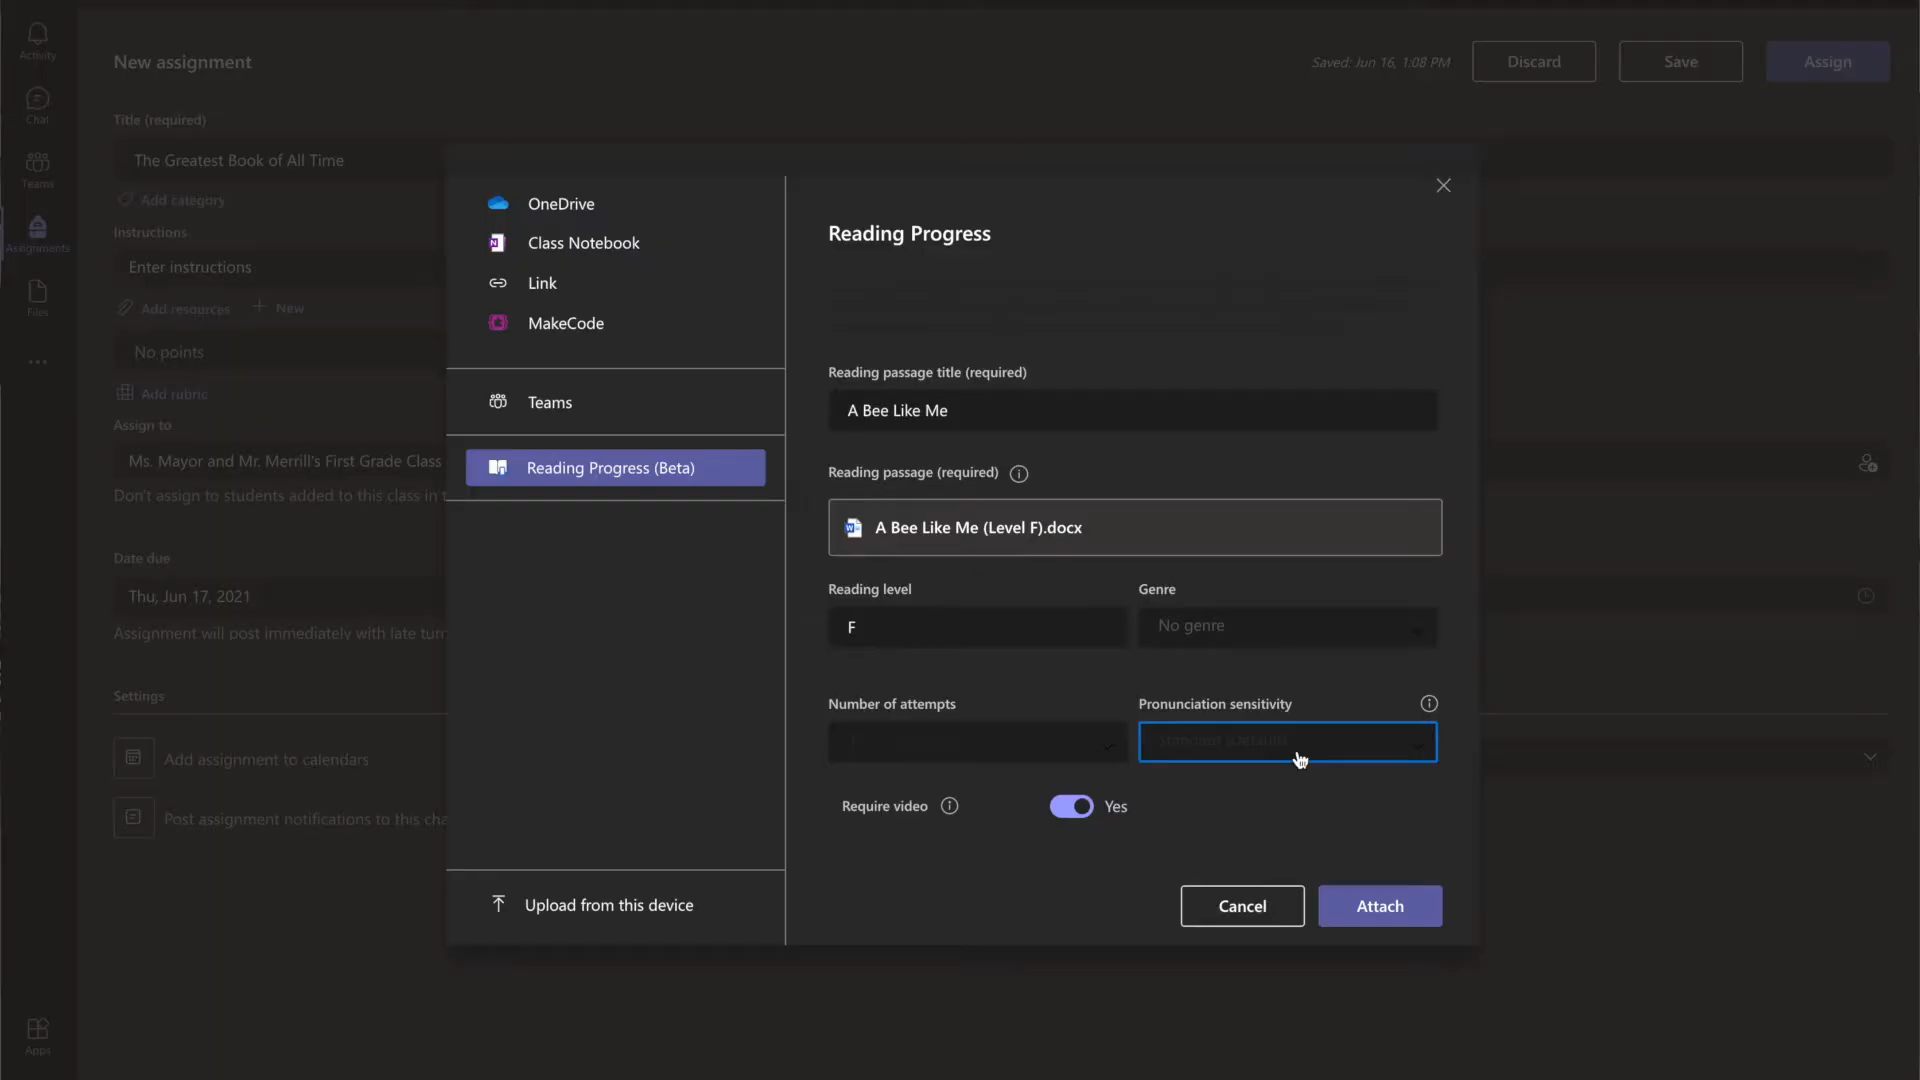 Activity
Chat
Teams
Assignments
Files
Apps
New assignment
Saved: Jun 16, 1:08 PM
Discard
Save
Assign
Title (required)
The Greatest Book of All Time
Add category
Instructions
Enter instructions
Add resources
New
No points
Add rubric
Assign to
Ms. Mayor and Mr. Merrill's First Grade Class
Don't assign to students added to this class in
Date due
Thu, Jun 17, 2021
Assignment will post immediately with late turn
Settings
Add assignment to calendars
Post assignment notifications to this cha
OneDrive
Class Notebook
Link
MakeCode
Teams
Reading Progress (Beta)
Upload from this device
Reading Progress
Reading passage title (required)
A Bee Like Me
Reading passage (required)
A Bee Like Me (Level F).docx
Reading level
Genre
F
No genre
Number of attempts
Pronunciation sensitivity
Require video
Yes
Cancel
Attach